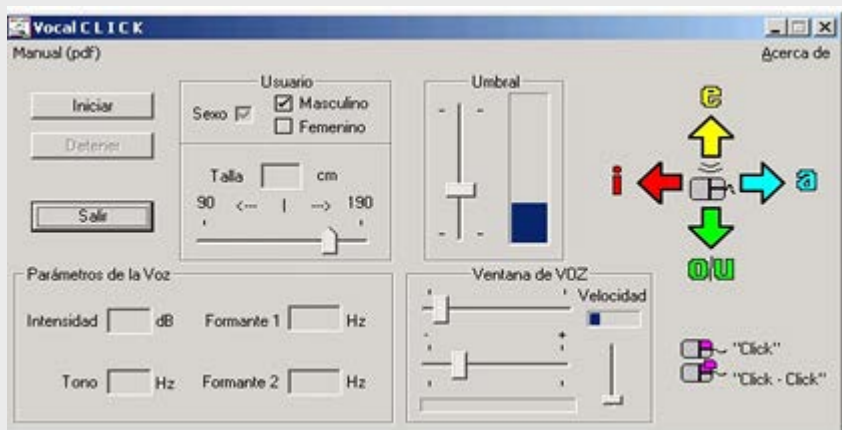 Vocal C L I C K
Manual (pdf)
Acerca de
Iniciar
Detener
Salir
Usuario
Sexo
Masculino
Femenino
Talla cm
90 <--- | ---> 190
Umbral
e
i
a
o/u
Parámetros de la Voz
Intensidad dB
Formante 1 Hz
Tono Hz
Formante 2 Hz
Ventana de VOZ
Velocidad
- +
"Click"
"Click - Click"